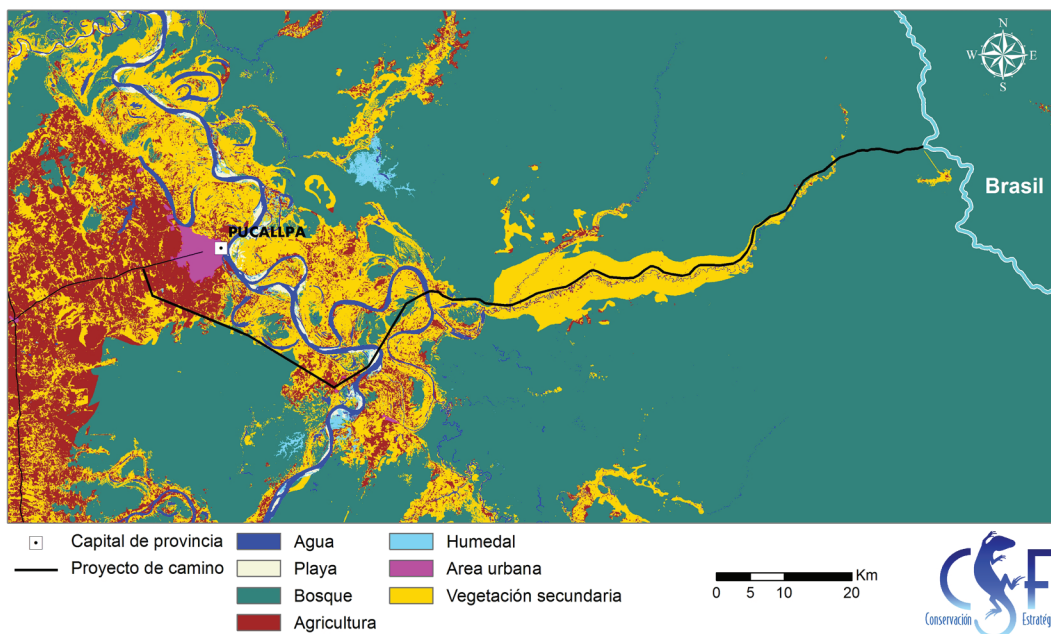 N
W E
S
Brasil
PUCALLPA
Capital de provincia
Proyecto de camino
Agua
Playa
Bosque
Agricultura
Humedal
Area urbana
Vegetación secundaria
Km
0 5 10 20
CSF
Conservación Estratég